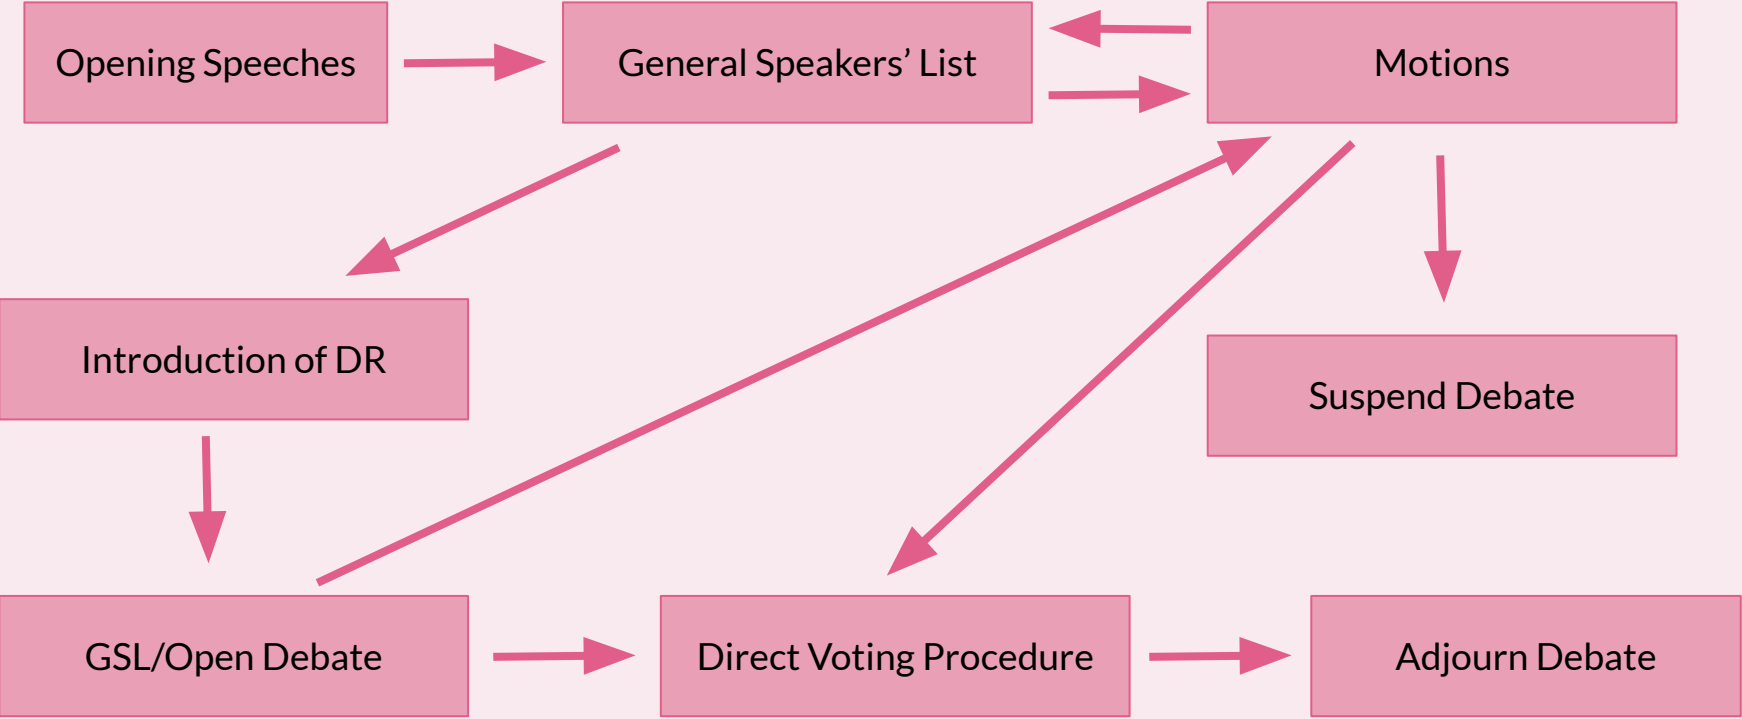 Opening Speeches
General Speakers’ List
Motions
Introduction of DR
Suspend Debate
GSL/Open Debate
Direct Voting Procedure
Adjourn Debate